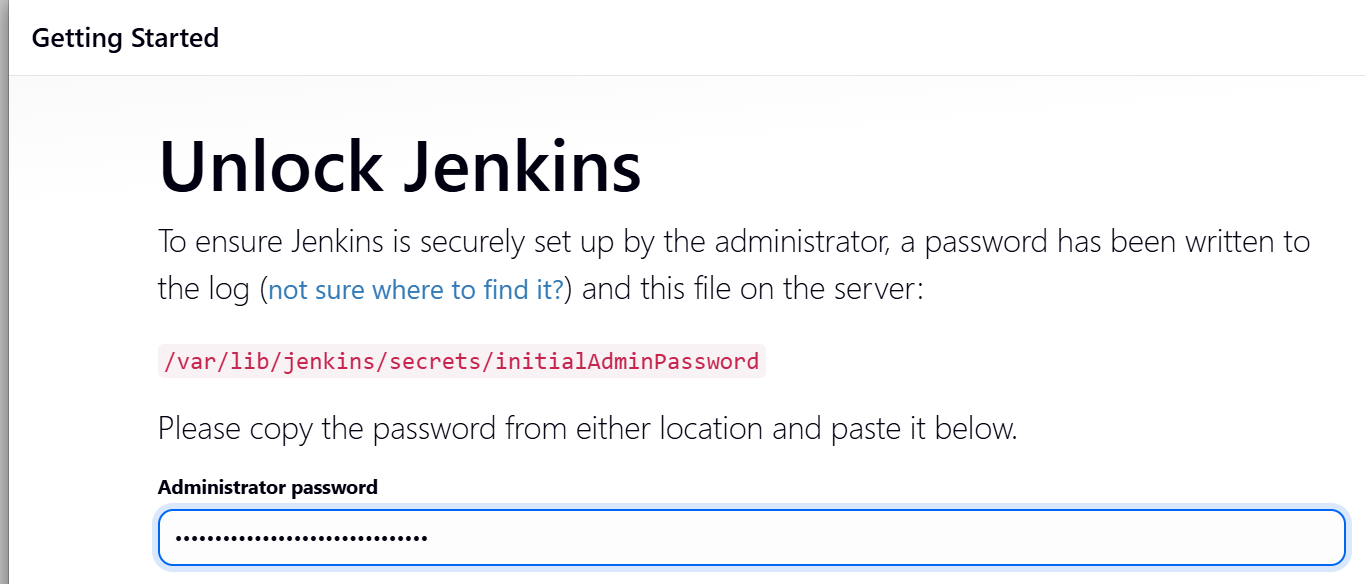 Getting Started
Unlock Jenkins
To ensure Jenkins is securely set up by the administrator, a password has been written to
the log (not sure where to find it?) and this file on the server:
/var/lib/jenkins/secrets/initialAdminPassword
Please copy the password from either location and paste it below.
Administrator password
••••••••••••••••••••••••••••••••